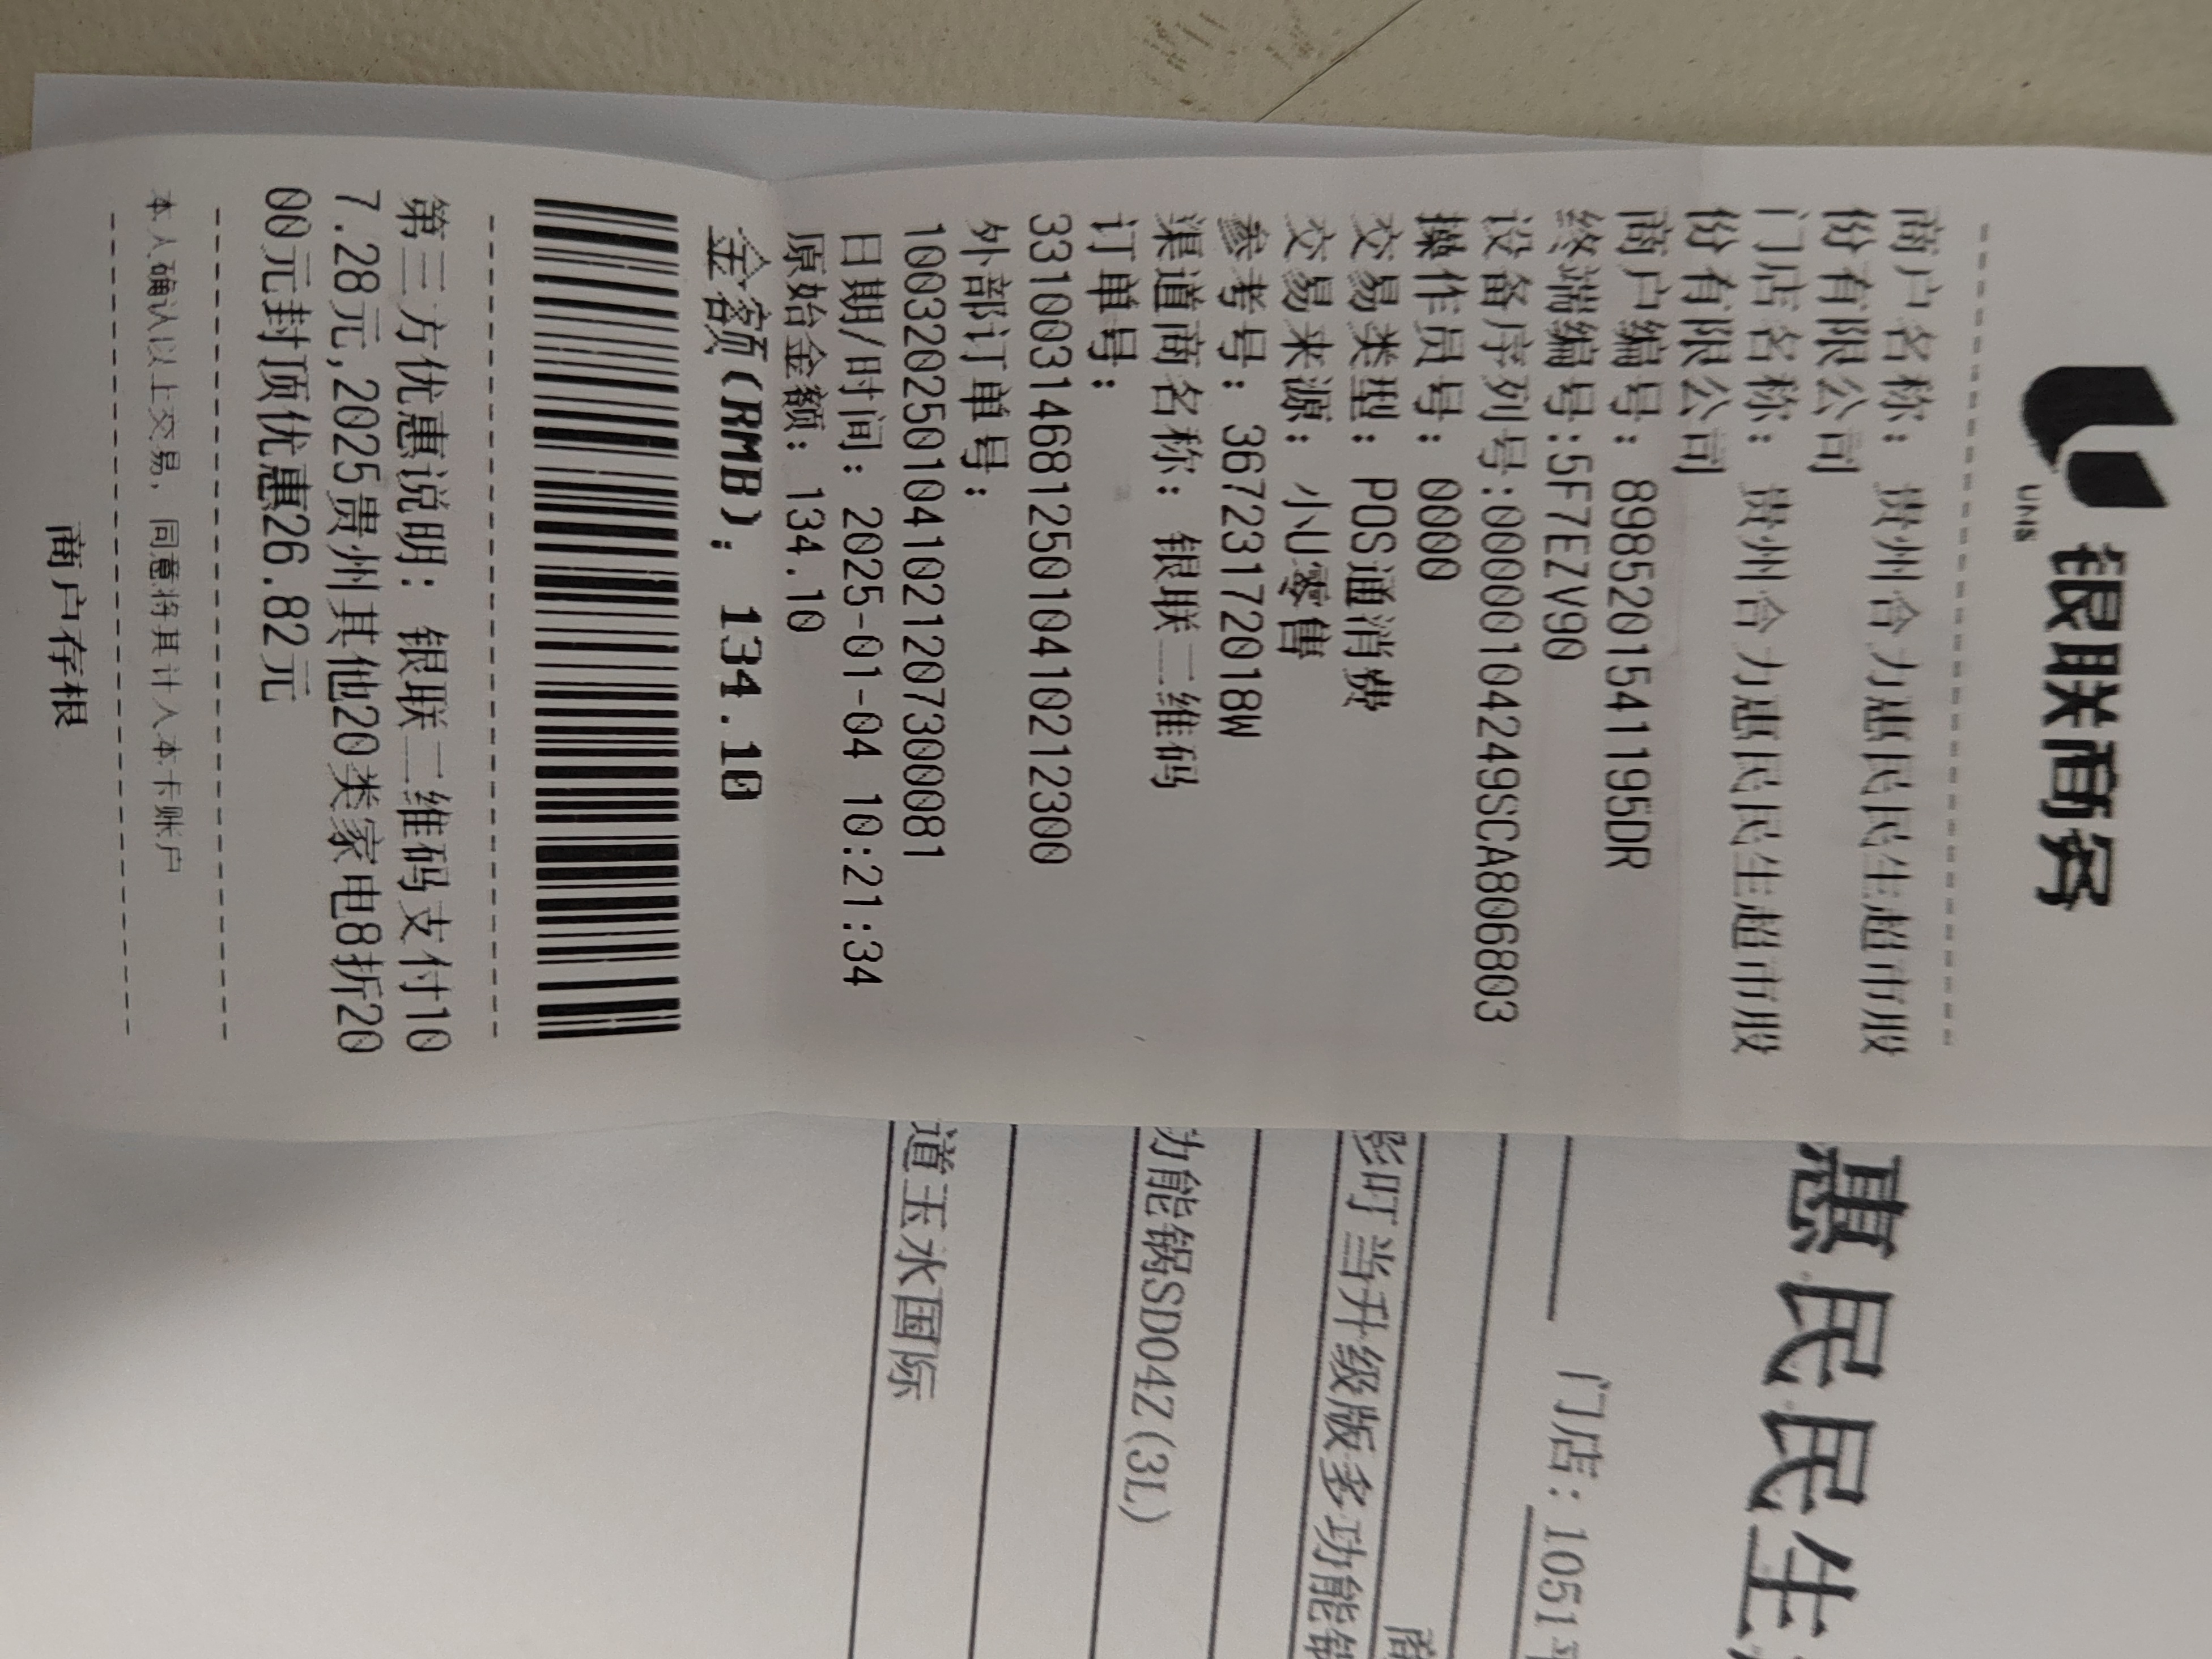 银联商务
UMS
商户名称: 贵州合力惠民民生超市股
份有限公司
门店名称: 贵州合力惠民民生超市股
份有限公司
商户编号: 8985201541195DR
终端编号:5F7EZV90
设备序列号:00000104249SCA806803
操作员号: 0000
交易类型: POS通消费
交易来源: 小U零售
参考号: 36723172018W
渠道商名称: 银联二维码
订单号:
33100314681250104102123​00
外部订单号:
10032025010410212073000​81
日期/时间: 2025-01-04 10:21:34
原始金额: 134.10
金额(RMB): 134.10
第三方优惠说明: 银联二维码支付10
7.28元,2025贵州其他20类家电8折20
00元封顶优惠26.82元
本人确认以上交易, 同意将其计入本卡账户
商户存根
惠民民生
门店: 1051
商
影叮当升级版多功能锅
功能锅SD04Z(3L)
道玉水国际